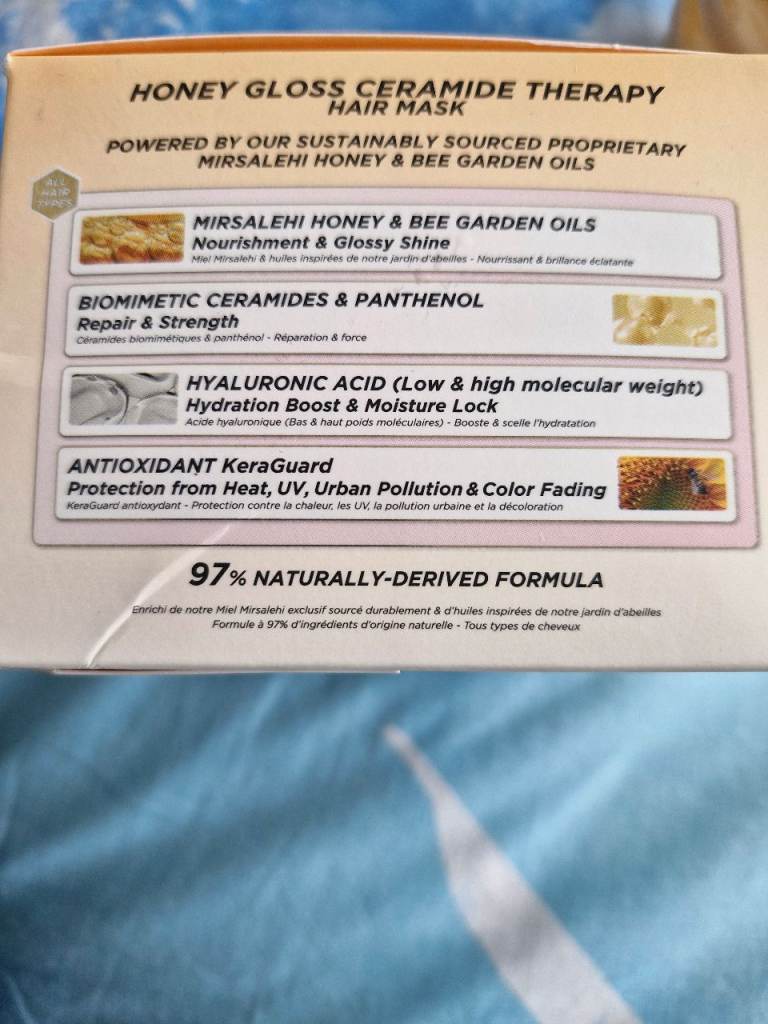 HONEY GLOSS CERAMIDE THERAPY
HAIR MASK
POWERED BY OUR SUSTAINABLY SOURCED PROPRIETARY
MIRSALEHI HONEY & BEE GARDEN OILS
ALL
HAIR
TYPES
MIRSALEHI HONEY & BEE GARDEN OILS
Nourishment & Glossy Shine
Miel Mirsalehi & huiles inspirées de notre jardin d'abeilles - Nourrissant & brillance éclatante
BIOMIMETIC CERAMIDES & PANTHENOL
Repair & Strength
Céramides biomimétiques & panthénol - Réparation & force
HYALURONIC ACID (Low & high molecular weight)
Hydration Boost & Moisture Lock
Acide hyaluronique (Bas & haut poids moléculaires) - Booste & scelle l'hydratation
ANTIOXIDANT KeraGuard
Protection from Heat, UV, Urban Pollution & Color Fading
KeraGuard antioxydant - Protection contre la chaleur, les UV, la pollution urbaine et la décoloration
97% NATURALLY-DERIVED FORMULA
Enrichi de notre Miel Mirsalehi exclusif sourcé durablement & d'huiles inspirées de notre jardin d'abeilles
Formule à 97% d'ingrédients d'origine naturelle - Tous types de cheveux